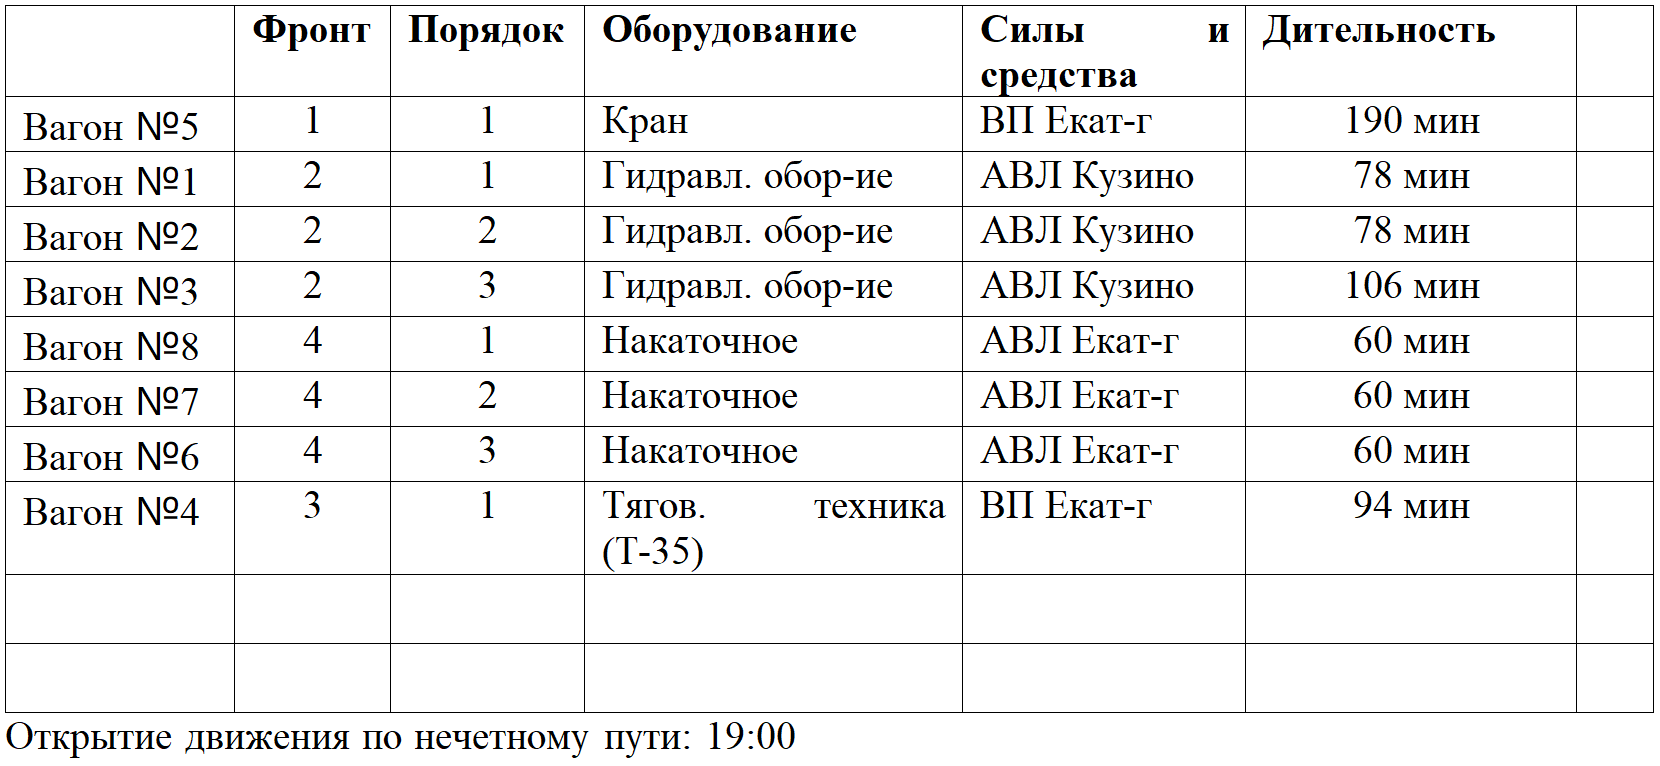 Фронт Порядок Оборудование Силы и средства Дительность
Вагон №5 1 1 Кран ВП Екат-г 190 мин
Вагон №1 2 1 Гидравл. обор-ие АВЛ Кузино 78 мин
Вагон №2 2 2 Гидравл. обор-ие АВЛ Кузино 78 мин
Вагон №3 2 3 Гидравл. обор-ие АВЛ Кузино 106 мин
Вагон №8 4 1 Накаточное АВЛ Екат-г 60 мин
Вагон №7 4 2 Накаточное АВЛ Екат-г 60 мин
Вагон №6 4 3 Накаточное АВЛ Екат-г 60 мин
Вагон №4 3 1 Тягов. техника (Т-35) ВП Екат-г 94 мин
Открытие движения по нечетному пути: 19:00